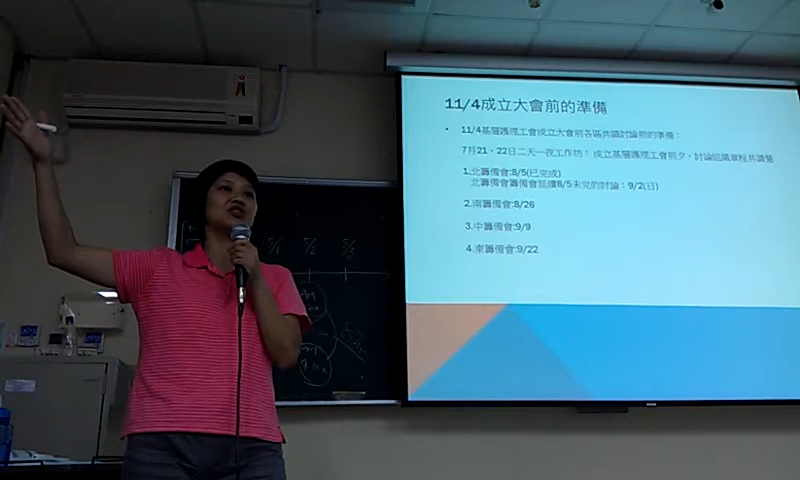 11/4成立大會前的準備
• 11/4基層護理工會成立大會前各區共識討論前的準備：
7月21、22日二天一夜工作坊：成立基層護理工會前夕，討論組織章程共識營
1.北籌備會:8/5(已完成)
北籌備會籌備會延續8/5未完的討論：9/2(日)
2.南籌備會:8/26
3.中籌備會:9/9
4.東籌備會:9/22